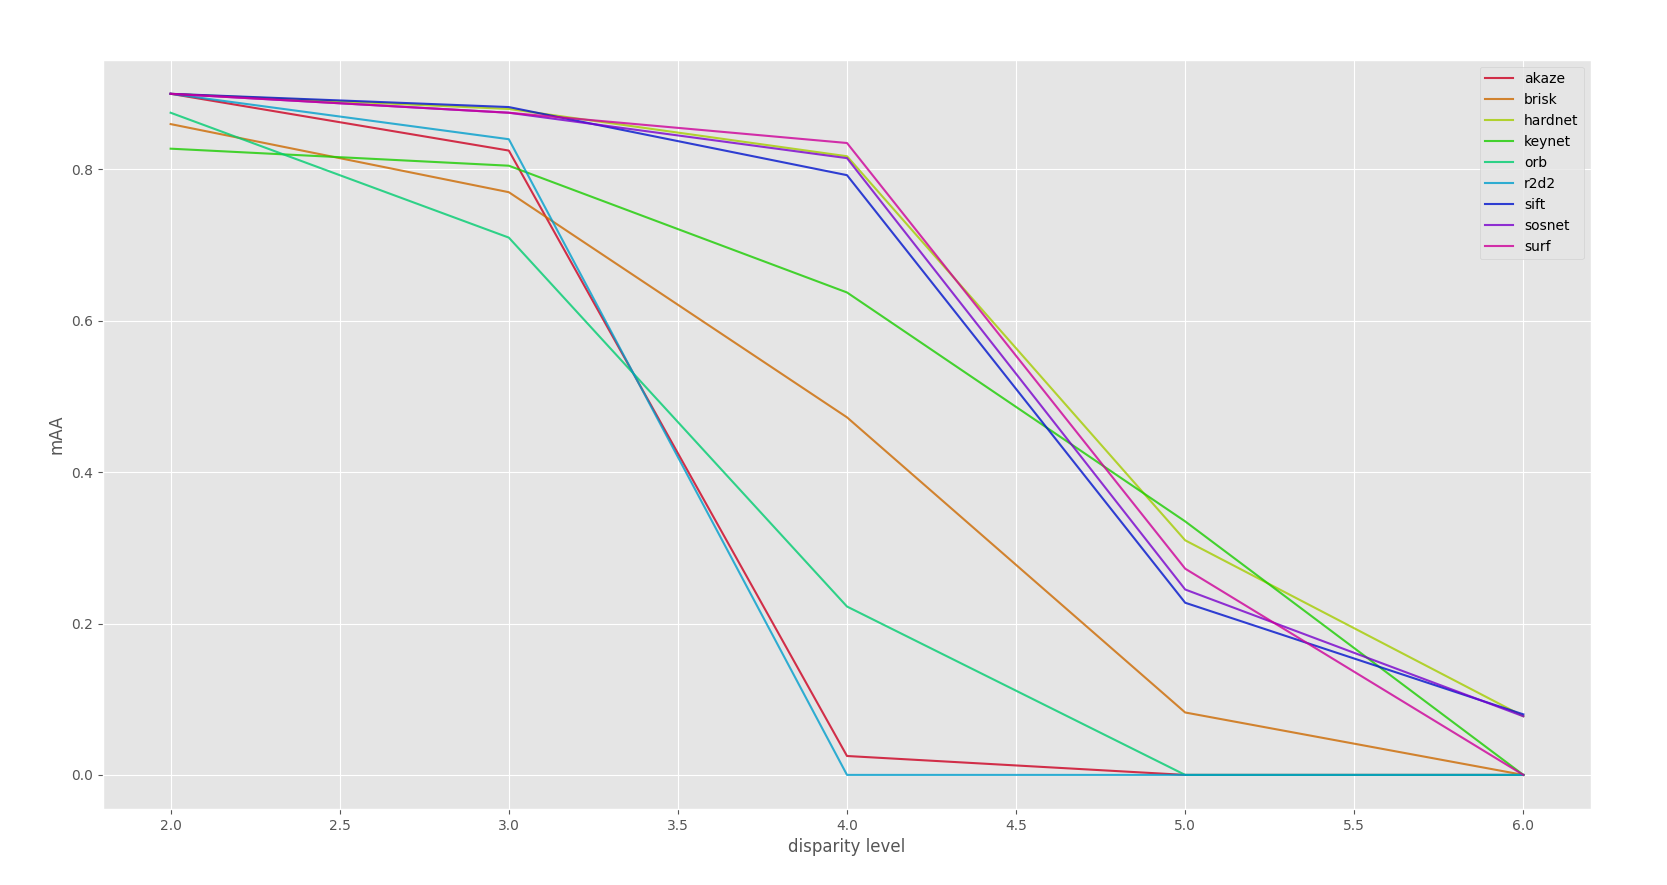 akaze
brisk
hardnet
keynet
orb
r2d2
sift
sosnet
surf
0.8
0.6
0.4
0.2
0.0
mAA
2.0 2.5 3.0 3.5 4.0 4.5 5.0 5.5 6.0
disparity level